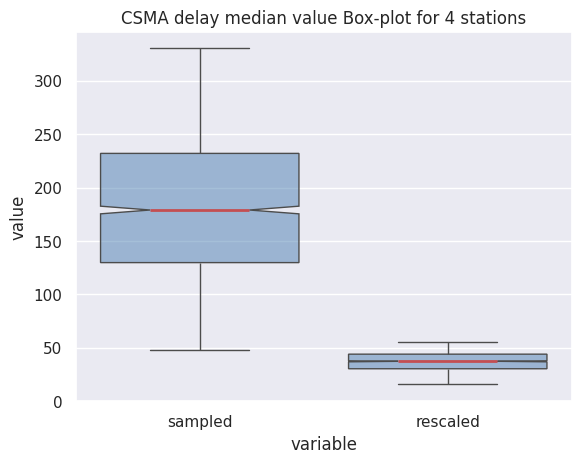 CSMA delay median value Box-plot for 4 stations
value
300
250
200
150
100
50
0
sampled
rescaled
variable